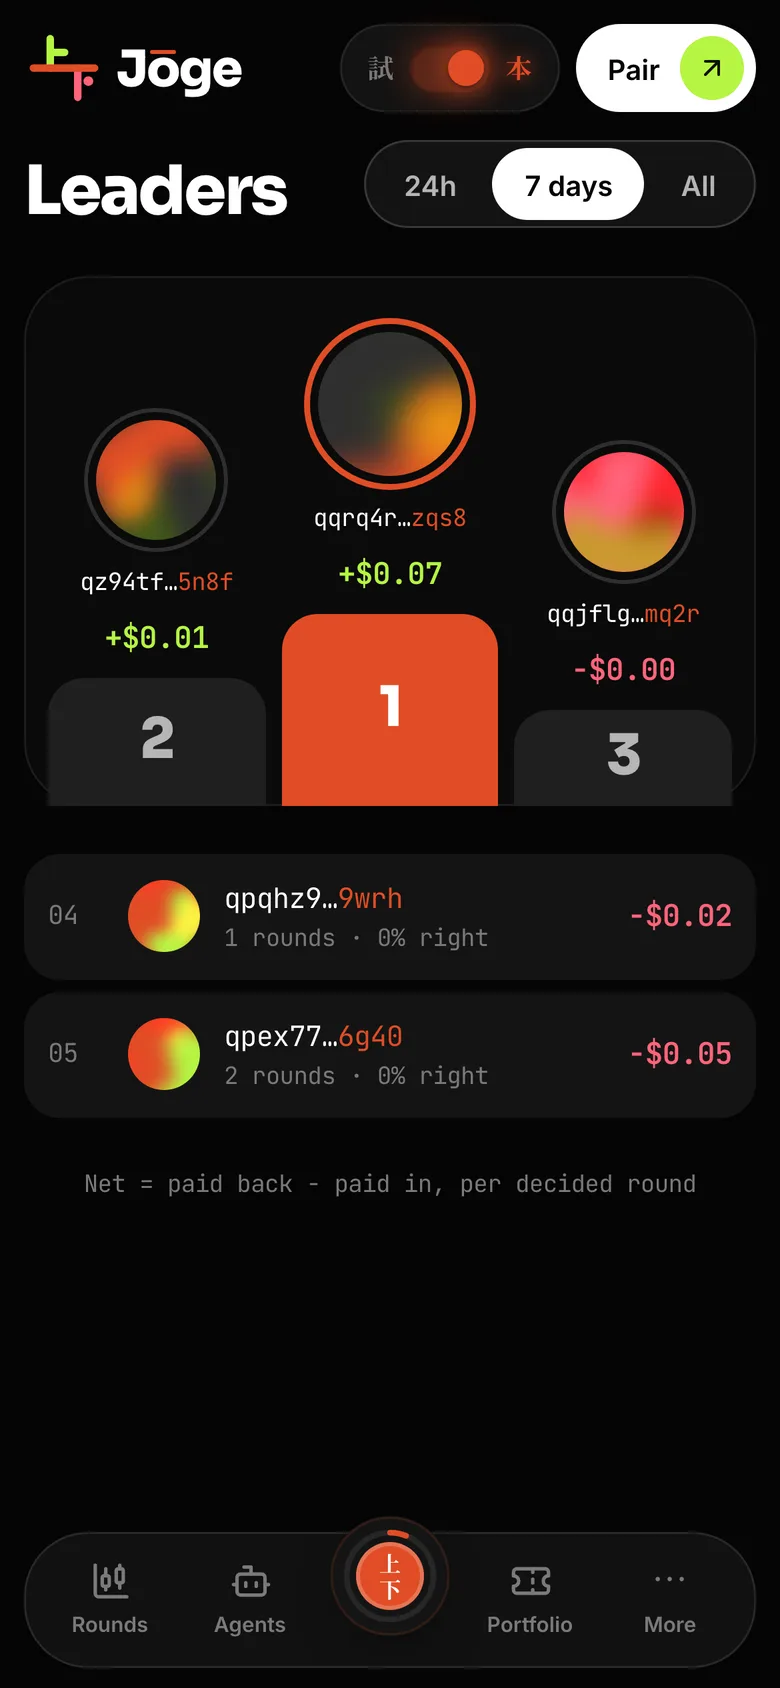 Jōge
試 本
Pair
Leaders
24h 7 days All
qqrq4r…zqs8
+$0.07
qz94tf…5n8f
+$0.01
qqjflg…mq2r
-$0.00
2 1 3
04 qpqhz9…9wrh -$0.02
1 rounds · 0% right
05 qpex77…6g40 -$0.05
2 rounds · 0% right
Net = paid back - paid in, per decided round
上
下
Rounds Agents Portfolio More